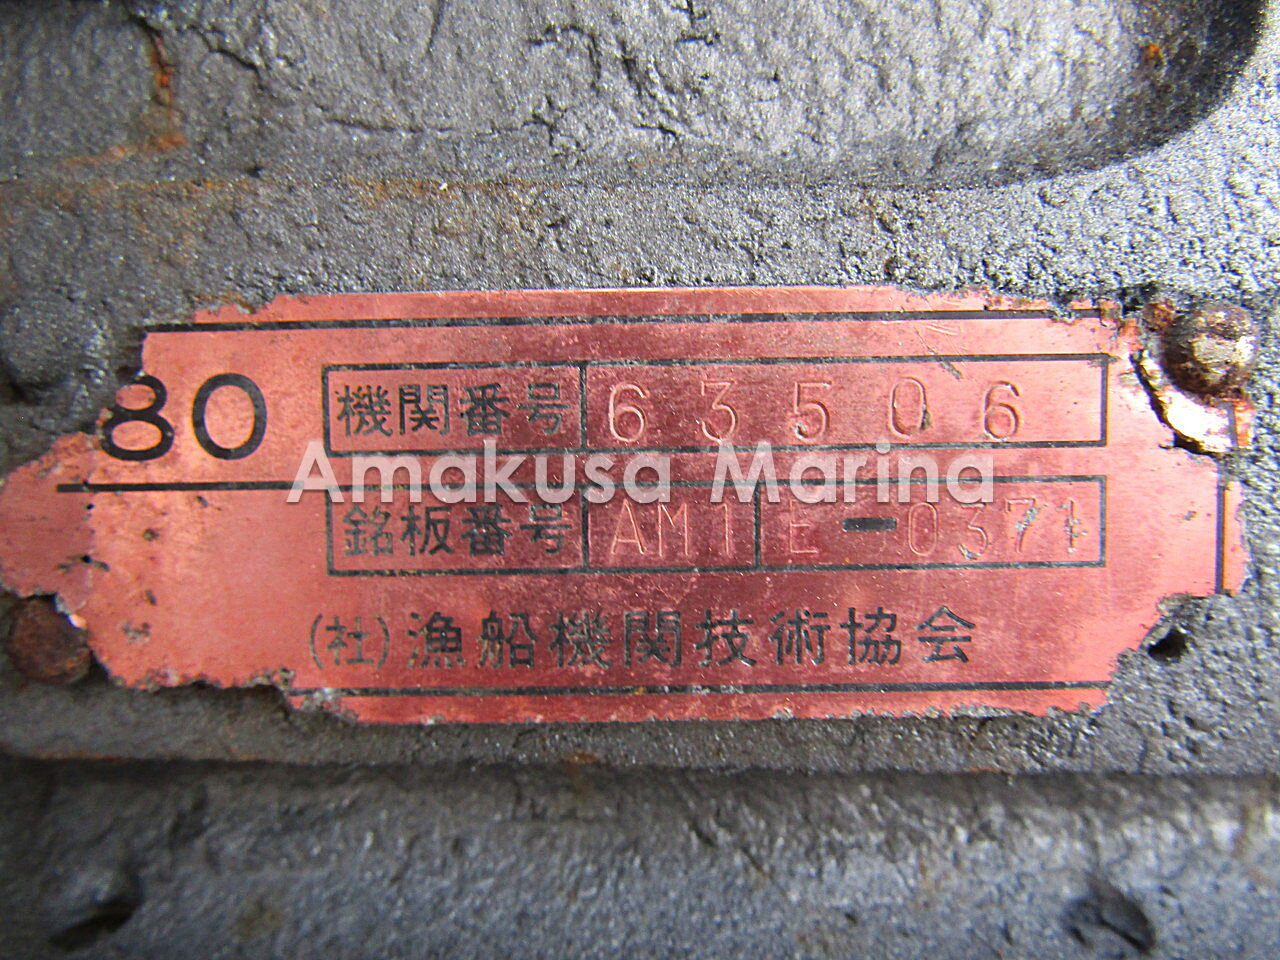 80
機関番号 63506
Amakusa Marina
銘板番号 AM1 E-0371
(社)漁船機関技術協会